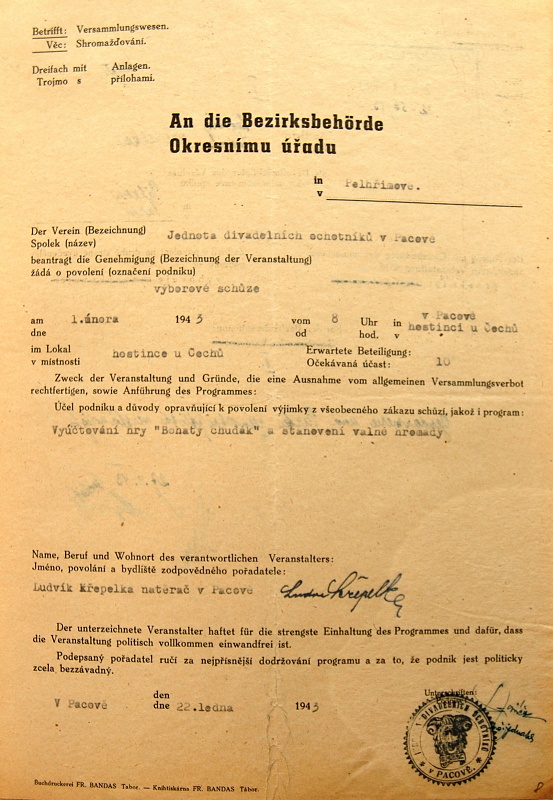 Betrifft: Versammlungswesen.
Věc: Shromažďování.
Dreifach mit Anlagen.
Trojmo s přílohami.
An die Bezirksbehörde
Okresnímu úřadu
in
v Pelhřimově.
Der Verein (Bezeichnung)
Spolek (název) Jednota divadelních ochotníků v Pacově
beantragt die Genehmigung (Bezeichnung der Veranstaltung)
žádá o povolení (označení podniku)
výborové schůze
am 1.února 1943 vom 8 Uhr in v Pacově
dne od hod. v hostinci u Čechů
im Lokal hostince u Čechů Erwartete Beteiligung:
v místnosti Očekávaná účast: 10
Zweck der Veranstaltung und Gründe, die eine Ausnahme vom allgemeinen Versammlungsverbot
rechtfertigen, sowie Anführung des Programmes:
Účel podniku a důvody opravňující k povolení výjimky z všeobecného zákazu schůzí, jakož i program:
Vyúčtování hry "Bohatý chudák" a stanovení valné hromady
Name, Beruf und Wohnort des verantwortlichen Veranstalters:
Jméno, povolání a bydliště zodpovědného pořadatele:
Ludvík Křepelka natěrač v Pacově Ludvík Křepelka
Der unterzeichnete Veranstalter haftet für die strengste Einhaltung des Programmes und dafür, dass
die Veranstaltung politisch vollkommen einwandfrei ist.
Podepsaný pořadatel ručí za nejpřísnější dodržování programu a za to, že podnik jest politicky
zcela bezzávadný.
V Pacově den
dne 22.ledna 1943
Unterschriften:
DIVADELNÍCH OCHOTNÍKŮ
V PACOVĚ.
8
Buchdruckerei FR. BANDAS Tabor. — Knihtiskárna FR. BANDAS Tábor.